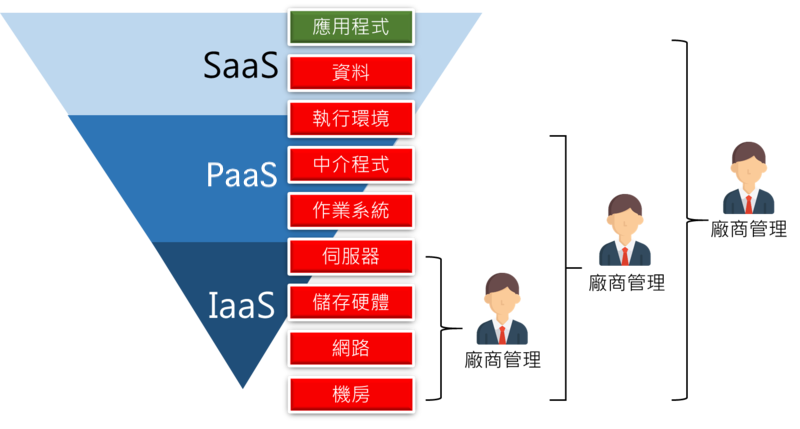 應用程式
SaaS
資料
執行環境
PaaS
中介程式
作業系統
伺服器
IaaS
儲存硬體
網路
機房
廠商管理
廠商管理
廠商管理